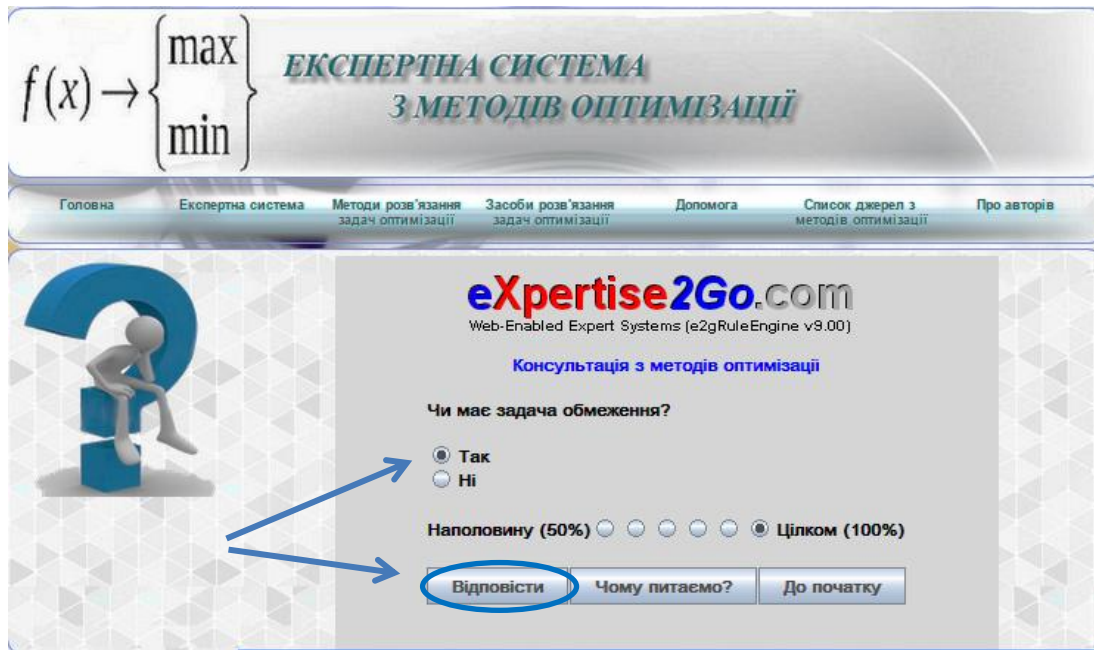 f(x) → { max
min }
ЕКСПЕРТНА СИСТЕМА
З МЕТОДІВ ОПТИМІЗАЦІЇ
Головна Експертна система Методи розв'язання Засоби розв'язання Допомога Список джерел з Про авторів
задач оптимізації задач оптимізації методів оптимізації
eXpertise2Go.com
Web-Enabled Expert Systems (e2gRuleEngine v9.00)
Консультація з методів оптимізації
Чи має задача обмеження?
Так
Ні
Наполовину (50%) Цілком (100%)
Відповісти Чому питаємо? До початку